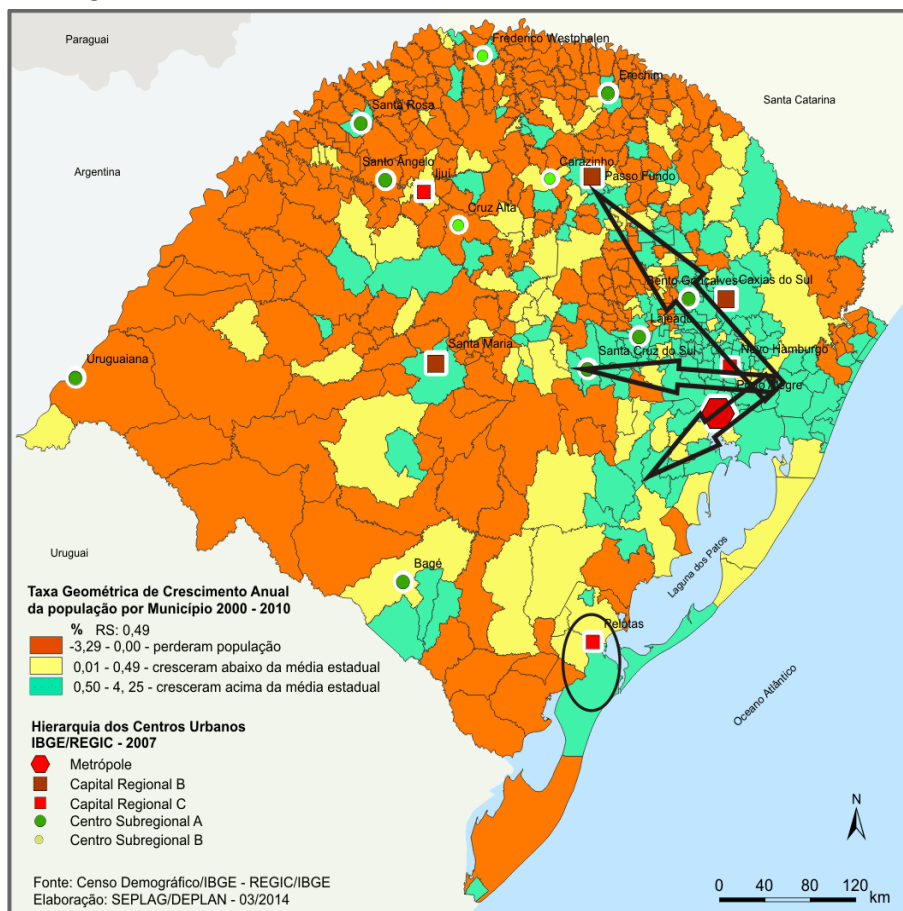 Paraguai
Frederico Westphalen
Erechim
Santa Catarina
Santa Rosa
Argentina
Santo Ângelo
Ijuí
Carazinho
Passo Fundo
Cruz Alta
Bento Gonçalves
Caxias do Sul
Lajeado
Santa Maria
Santa Cruz do Sul
Novo Hamburgo
Uruguaiana
Porto Alegre
Uruguai
Bagé
Laguna dos Patos
Pelotas
Oceano Atlântico
Taxa Geométrica de Crescimento Anual
da população por Município 2000 - 2010
% RS: 0,49
-3,29 - 0,00 - perderam população
0,01 - 0,49 - cresceram abaixo da média estadual
0,50 - 4, 25 - cresceram acima da média estadual
Hierarquia dos Centros Urbanos
IBGE/REGIC - 2007
Metrópole
Capital Regional B
Capital Regional C
Centro Subregional A
Centro Subregional B
Fonte: Censo Demográfico/IBGE - REGIC/IBGE
Elaboração: SEPLAG/DEPLAN - 03/2014
N
0 40 80 120
km